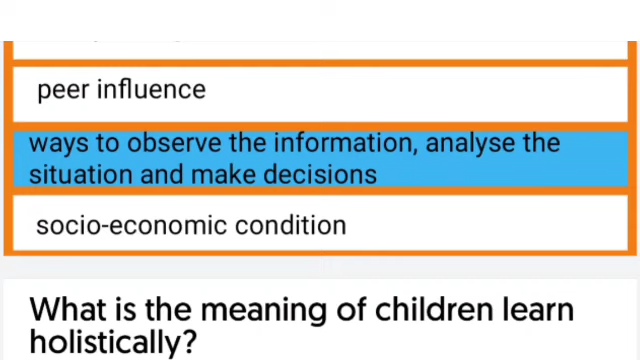 peer influence
ways to observe the information, analyse the
situation and make decisions
socio-economic condition
What is the meaning of children learn
holistically?